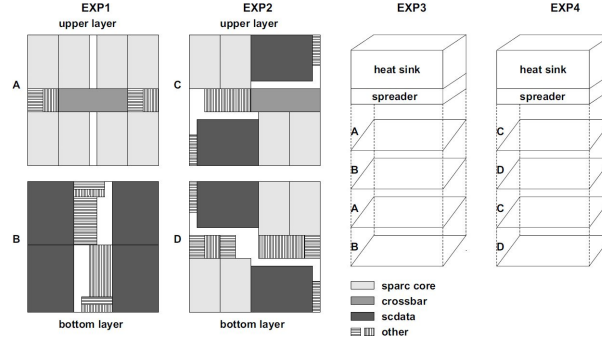 EXP1 EXP2 EXP3 EXP4
upper layer upper layer
A
C
B
D
bottom layer bottom layer
heat sink
spreader
A
B
A
B
heat sink
spreader
C
D
C
D
sparc core
crossbar
scdata
other